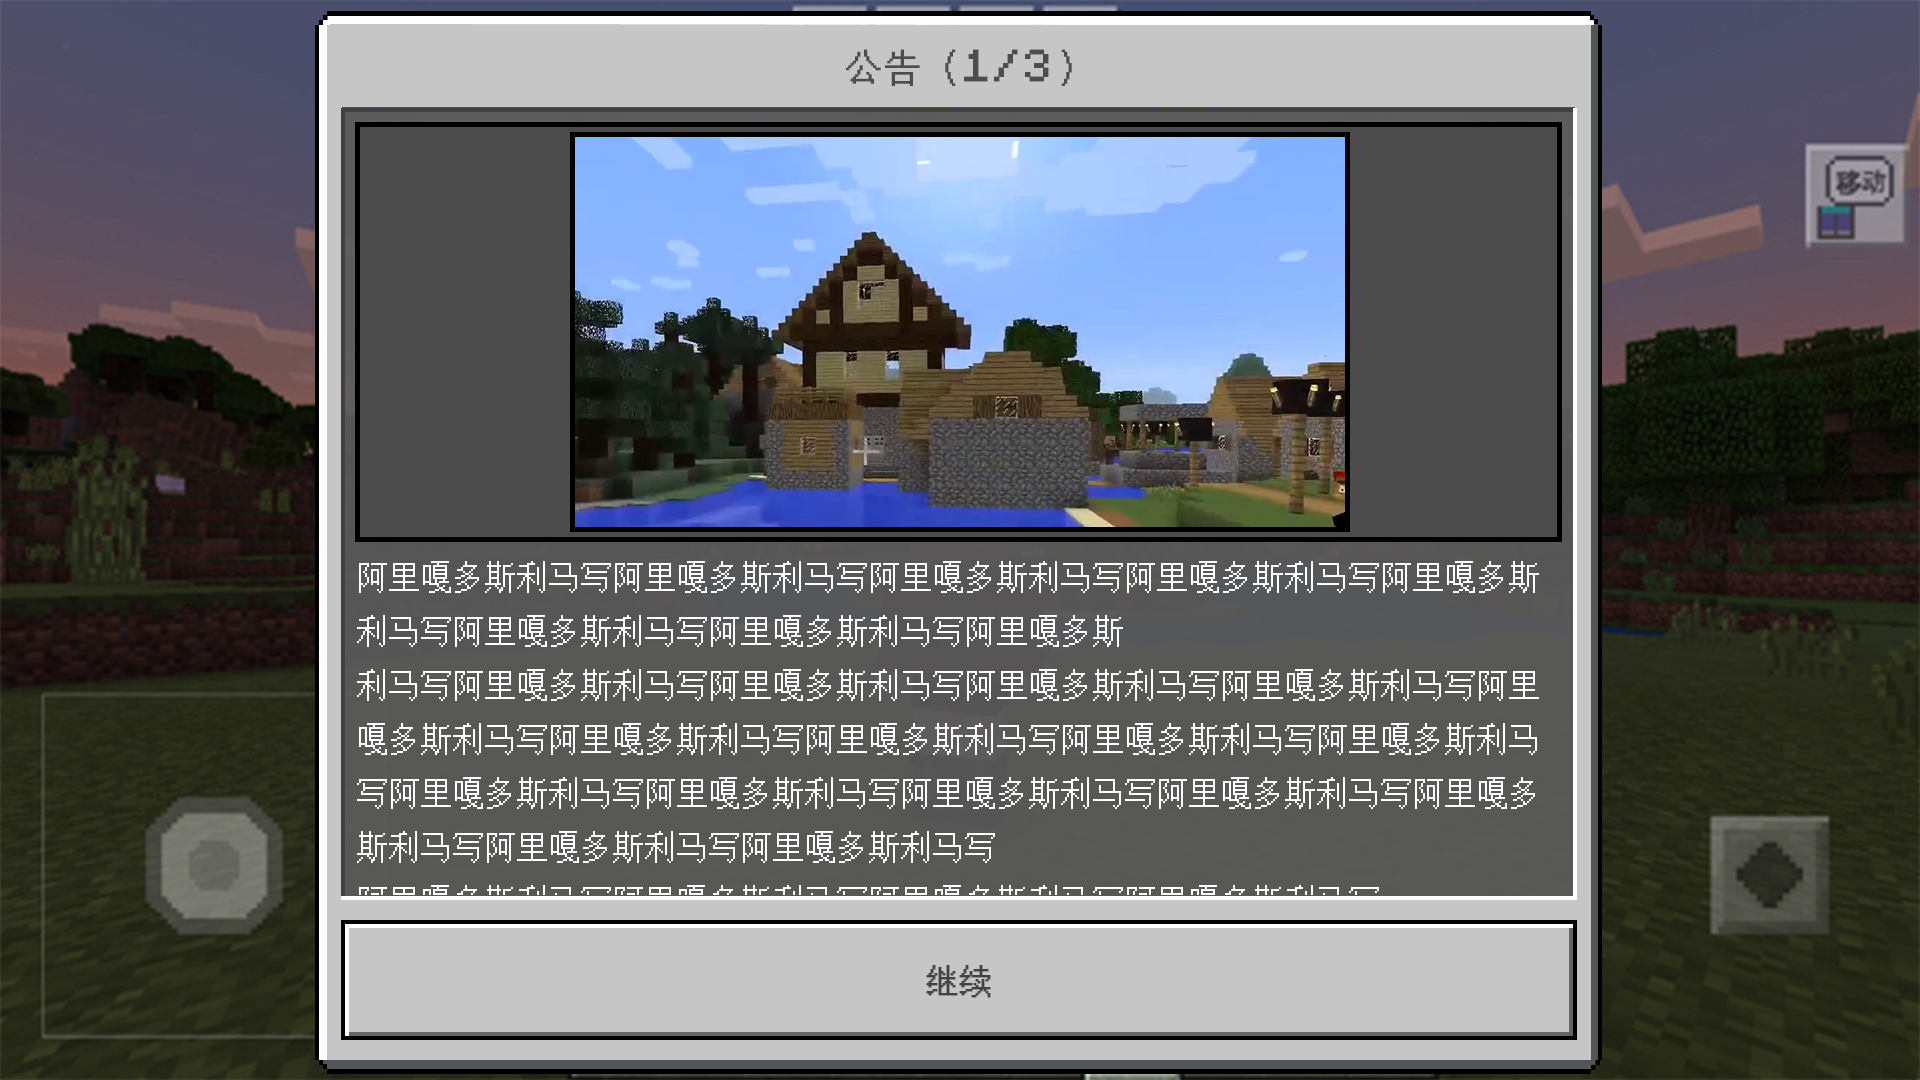 公告（1/3）
移动
阿里嘎多斯利马写阿里嘎多斯利马写阿里嘎多斯利马写阿里嘎多斯利马写阿里嘎多斯
利马写阿里嘎多斯利马写阿里嘎多斯利马写阿里嘎多斯
利马写阿里嘎多斯利马写阿里嘎多斯利马写阿里嘎多斯利马写阿里嘎多斯利马写阿里
嘎多斯利马写阿里嘎多斯利马写阿里嘎多斯利马写阿里嘎多斯利马写阿里嘎多斯利马
写阿里嘎多斯利马写阿里嘎多斯利马写阿里嘎多斯利马写阿里嘎多斯利马写阿里嘎多
斯利马写阿里嘎多斯利马写阿里嘎多斯利马写
继续